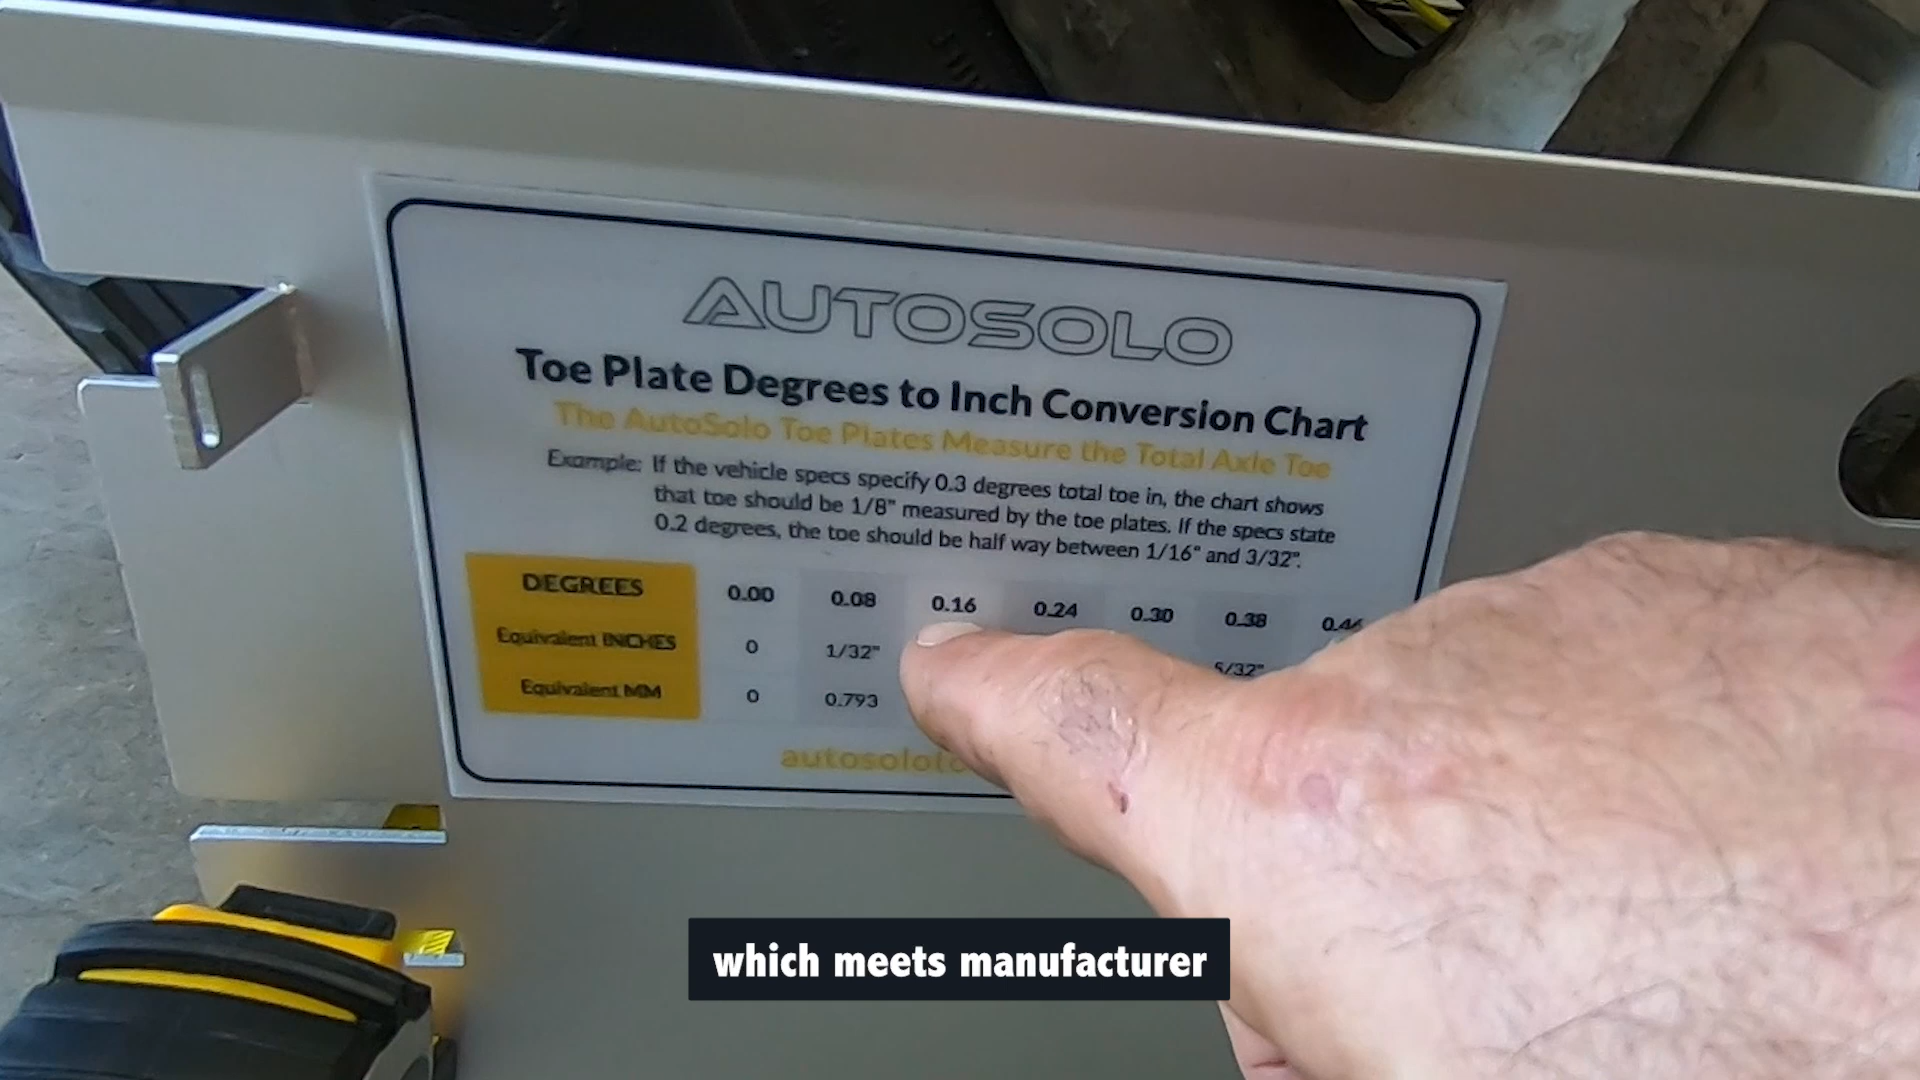 AUTOSOLO
Toe Plate Degrees to Inch Conversion Chart
The AutoSolo Toe Plates Measure the Total Axle Toe
Example: If the vehicle specs specify 0.3 degrees total toe in, the chart shows
that toe should be 1/8" measured by the toe plates. If the specs state
0.2 degrees, the toe should be half way between 1/16" and 3/32".
DEGREES 0.00 0.08 0.16 0.24 0.30 0.38
Equivalent INCHES 0 1/32" 5/32"
Equivalent MM 0 0.793
which meets manufacturer